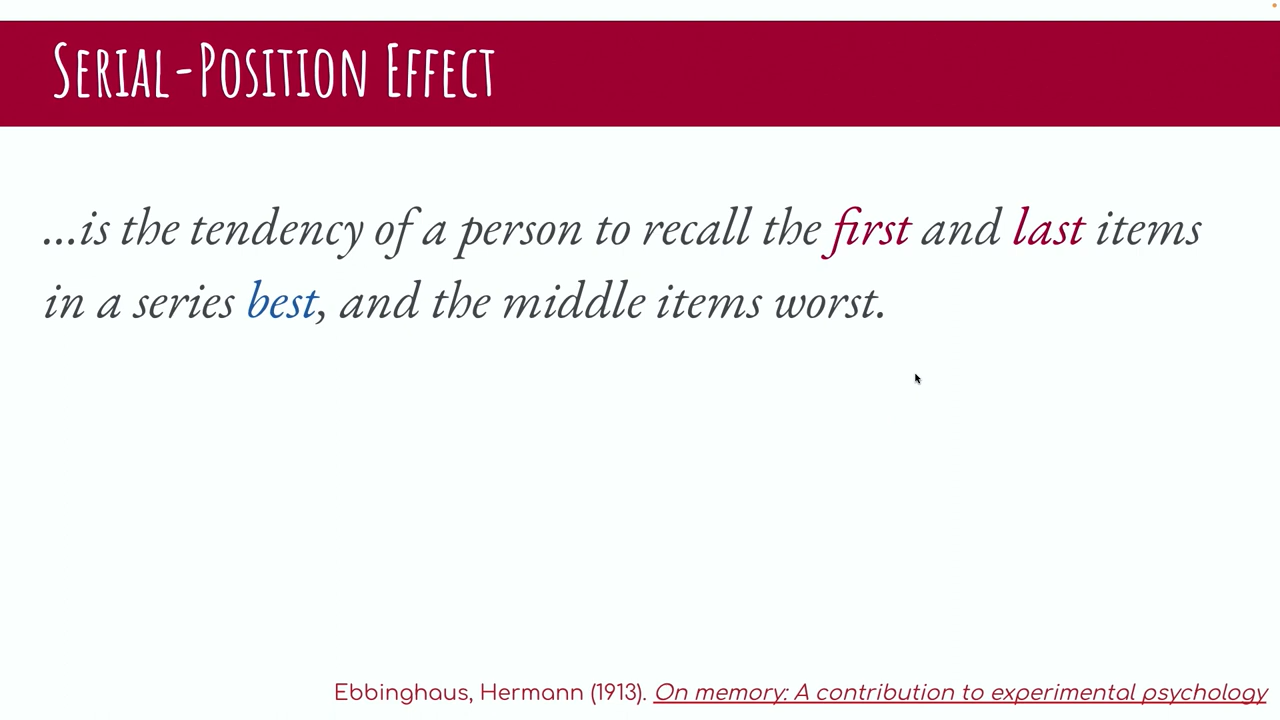 Serial-Position Effect
...is the tendency of a person to recall the first and last items
in a series best, and the middle items worst.
Ebbinghaus, Hermann (1913). On memory: A contribution to experimental psychology